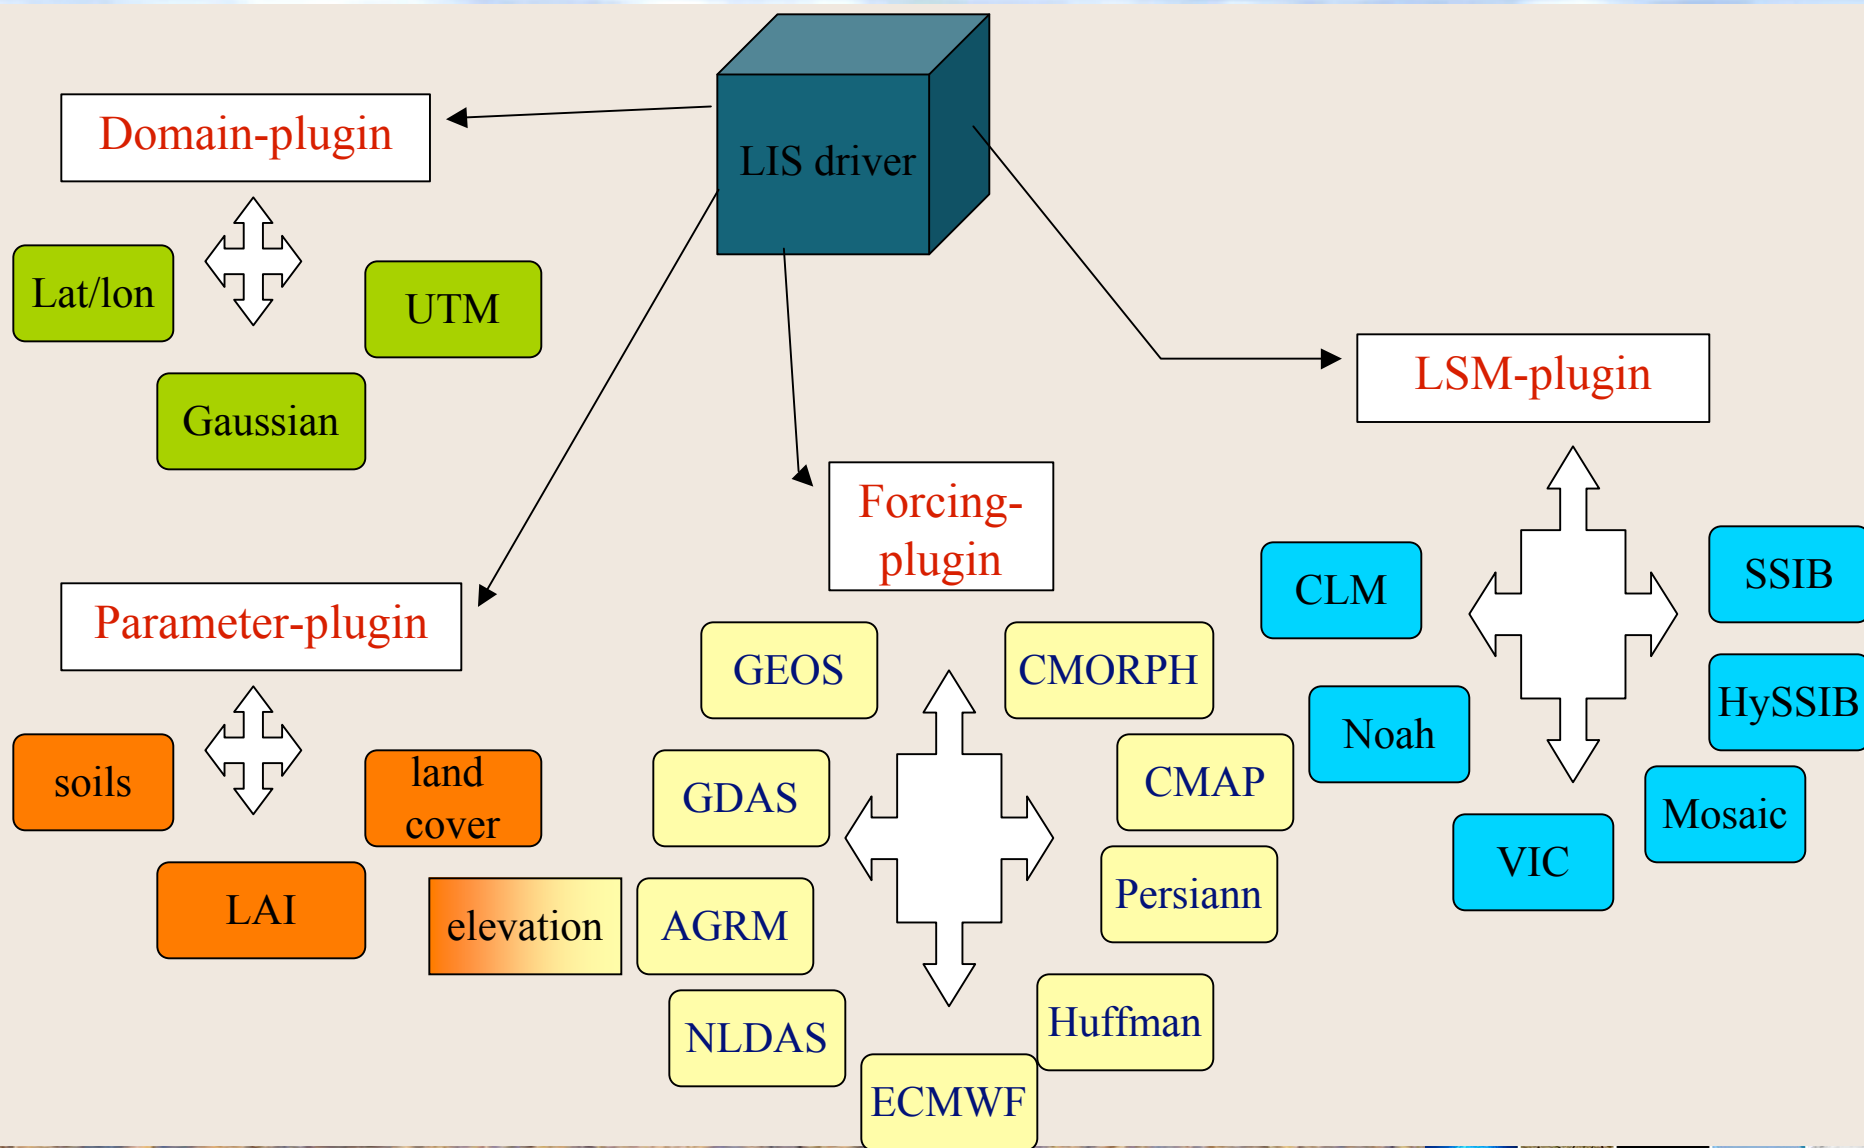 LIS driver
Domain-plugin
Lat/lon
UTM
Gaussian
LSM-plugin
Forcing-
plugin
CLM
SSIB
HySSIB
Noah
Mosaic
VIC
Parameter-plugin
soils
land
cover
LAI
elevation
GEOS
CMORPH
GDAS
CMAP
AGRM
Persiann
NLDAS
Huffman
ECMWF